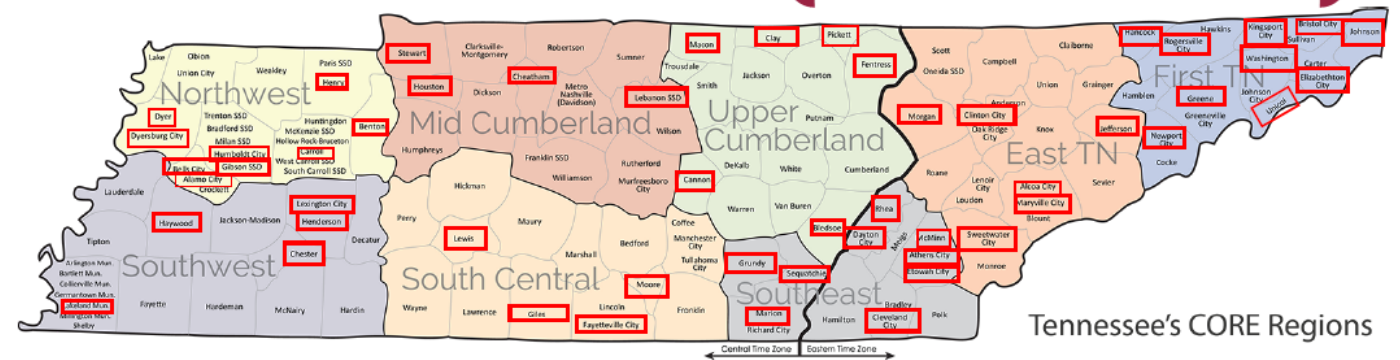 Lake
Obion
Union City
Weakley
Paris SSD
Henry
Northwest
Dyer
Dyersburg City
Trenton SSD
Bradford SSD
Milan SSD
Humboldt City
Gibson SSD
Huntingdon
McKenzie SSD
Hollow Rock-Bruceton
Carroll
West Carroll SSD
South Carroll SSD
Benton
Bells City
Alamo City
Crockett
Lauderdale
Haywood
Jackson-Madison
Lexington City
Henderson
Decatur
Chester
Tipton
Southwest
Arlington Mun.
Bartlett Mun.
Collierville Mun.
Germantown Mun.
Lakeland Mun.
Millington Mun.
Shelby
Fayette
Hardeman
McNairy
Hardin
Stewart
Clarksville-
Montgomery
Robertson
Sumner
Houston
Dickson
Cheatham
Metro
Nashville
(Davidson)
Lebanon SSD
Wilson
Mid Cumberland
Humphreys
Franklin SSD
Williamson
Rutherford
Murfreesboro
City
Hickman
Perry
Lewis
Maury
Marshall
Bedford
Coffee
Manchester
City
Tullahoma
City
South Central
Moore
Wayne
Lawrence
Giles
Lincoln
Fayetteville City
Franklin
Macon
Clay
Pickett
Trousdale
Smith
Jackson
Overton
Fentress
Upper
Cumberland
Putnam
DeKalb
White
Cumberland
Cannon
Warren
Van Buren
Bledsoe
Grundy
Sequatchie
Southeast
Marion
Richard City
Hamilton
Rhea
Dayton
City
Meigs
McMinn
Athens City
Etowah City
Bradley
Cleveland
City
Polk
Scott
Oneida SSD
Campbell
Claiborne
Union
Grainger
Morgan
Anderson
Clinton City
Oak Ridge
City
Knox
Jefferson
East TN
Roane
Lenoir
City
Loudon
Alcoa City
Maryville City
Blount
Sevier
Sweetwater
City
Monroe
Hancock
Hawkins
Rogersville
City
Kingsport
City
Sullivan
Bristol City
Johnson
First TN
Washington
Carter
Elizabethton
City
Hamblen
Greene
Greeneville
City
Johnson
City
Unicoi
Newport
City
Cocke
Tennessee's CORE Regions
Central Time Zone
Eastern Time Zone